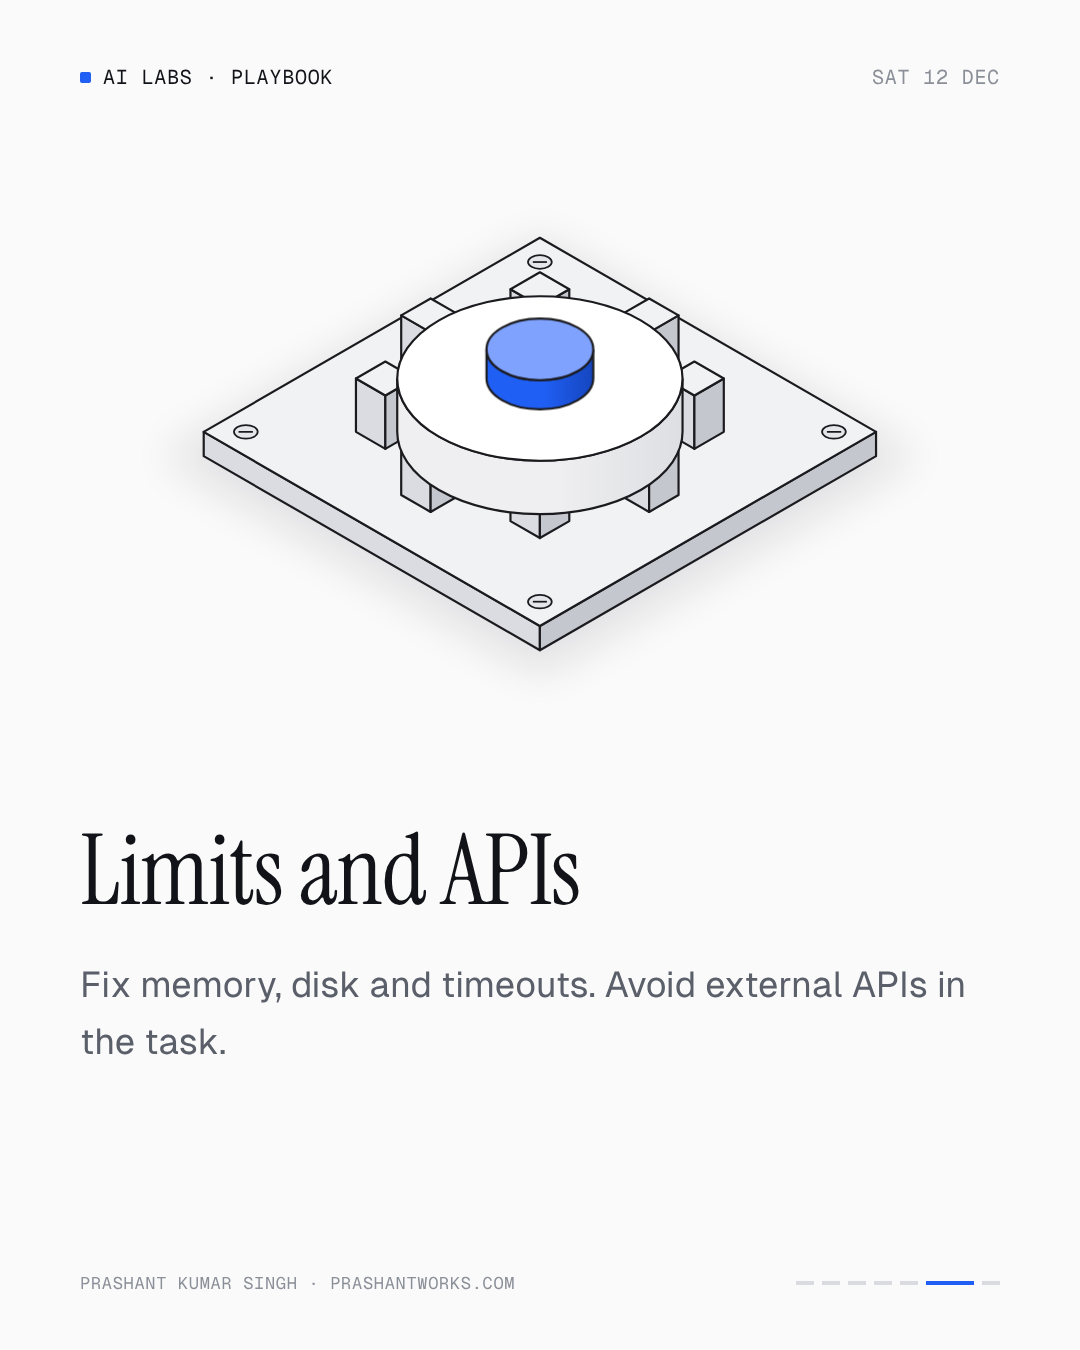 AI LABS · PLAYBOOK
SAT 12 DEC
Limits and APIs
Fix memory, disk and timeouts. Avoid external APIs in
the task.
PRASHANT KUMAR SINGH · PRASHANTWORKS.COM